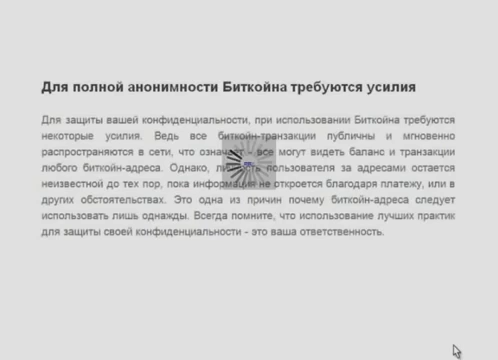 Для полной анонимности Биткойна требуются усилия
Для защиты вашей конфиденциальности, при использовании Биткойна требуются
некоторые усилия. Ведь все биткойн-транзакции публичны и мгновенно
распространяются в сети, что означает - все могут видеть баланс и транзакции
любого биткойн-адреса. Однако, личность пользователя за адресами остается
неизвестной до тех пор, пока информация не откроется благодаря платежу, или в
других обстоятельствах. Это одна из причин почему биткойн-адреса следует
использовать лишь однажды. Всегда помните, что использование лучших практик
для защиты своей конфиденциальности - это ваша ответственность.